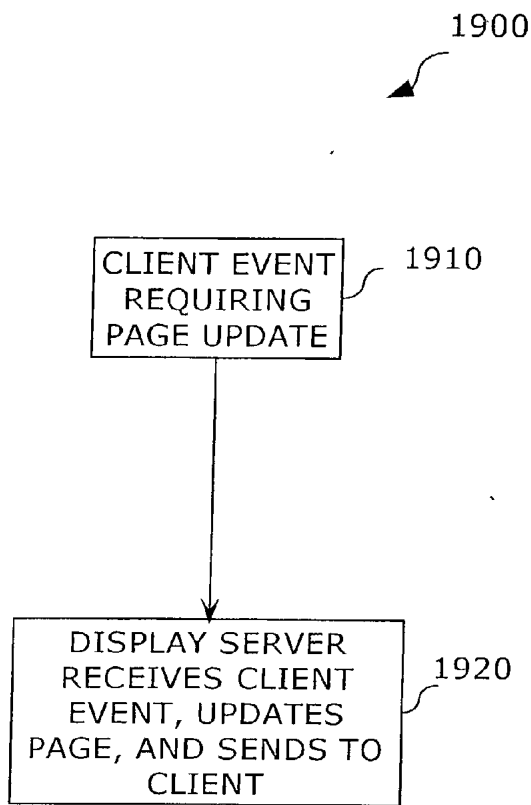 1900
CLIENT EVENT
REQUIRING
PAGE UPDATE
1910
DISPLAY SERVER
RECEIVES CLIENT
EVENT, UPDATES
PAGE, AND SENDS TO
CLIENT
1920